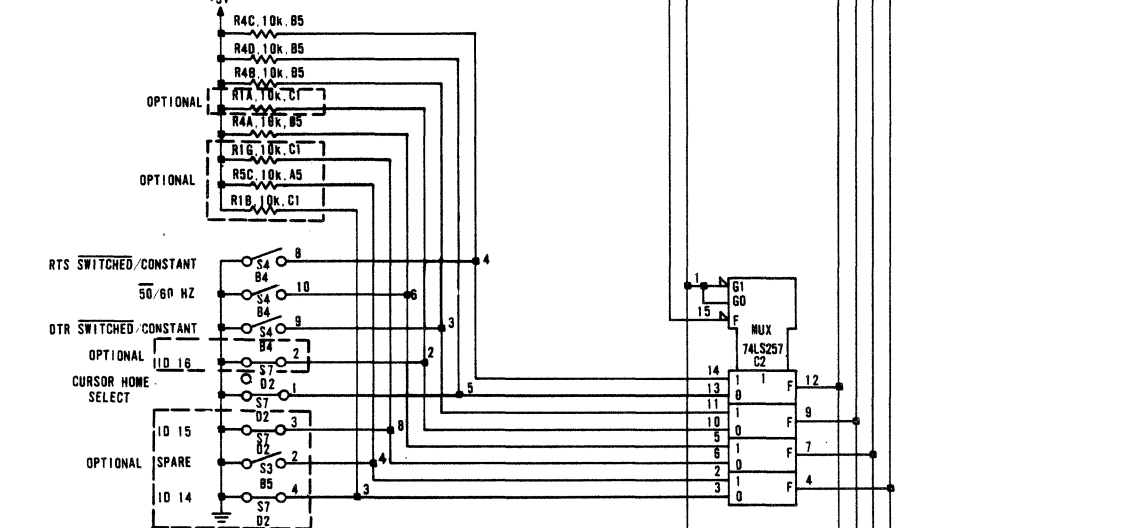 +5V
R4C,10k,B5
R4D,10k,B5
R4B,10k,B5
OPTIONAL
R1A,10k,C1
R4A,10k,B5
R1G,10k,C1
OPTIONAL
R5C,10k,A5
R1B,10k,C1
RTS SWITCHED/CONSTANT
8
4
S4
B4
50/60 HZ
10
6
S4
B4
DTR SWITCHED/CONSTANT
9
3
S4
B4
OPTIONAL
ID 16
2
2
S7
D2
CURSOR HOME
SELECT
1
5
S7
D2
ID 15
3
8
S7
D2
OPTIONAL
SPARE
2
4
S3
B5
ID 14
4
3
S7
D2
1
G1
G0
15
F
MUX
74LS257
C2
14
1
1
F
12
13
0
11
1
F
9
10
0
5
1
F
7
6
0
2
1
F
4
3
0